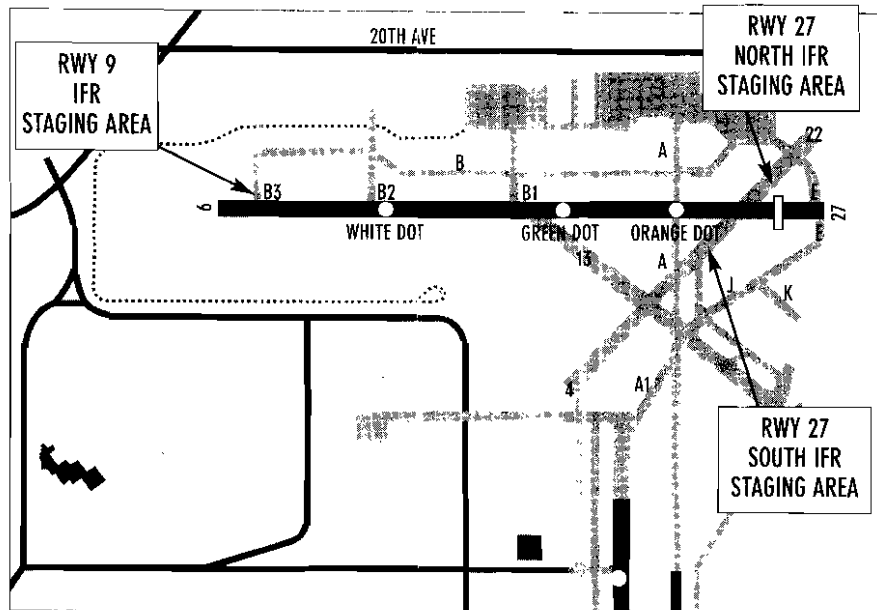 20TH AVE
RWY 9
IFR
STAGING AREA
RWY 27
NORTH IFR
STAGING AREA
22
A
B
B3
B2
B1
F
9
27
WHITE DOT
GREEN DOT
ORANGE DOT
13
A
J
K
4
A1
RWY 27
SOUTH IFR
STAGING AREA